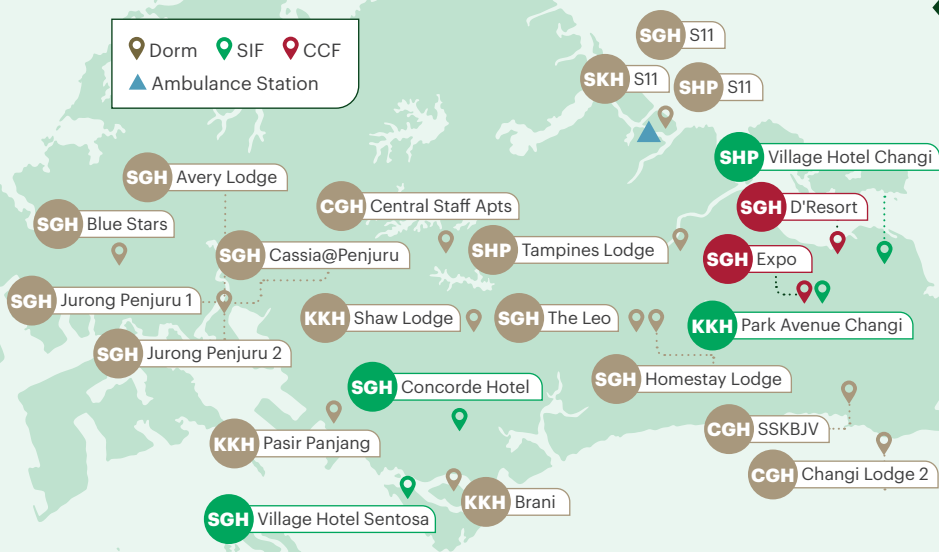 Dorm SIF CCF
Ambulance Station
SGH S11
SKH S11
SHP S11
SHP Village Hotel Changi
SGH Avery Lodge
SGH D'Resort
CGH Central Staff Apts
SGH Blue Stars
SHP Tampines Lodge
SGH Cassia@Penjuru
SGH Expo
SGH Jurong Penjuru 1
KKH Shaw Lodge
SGH The Leo
KKH Park Avenue Changi
SGH Jurong Penjuru 2
SGH Homestay Lodge
SGH Concorde Hotel
CGH SSKBJV
KKH Pasir Panjang
CGH Changi Lodge 2
KKH Brani
SGH Village Hotel Sentosa